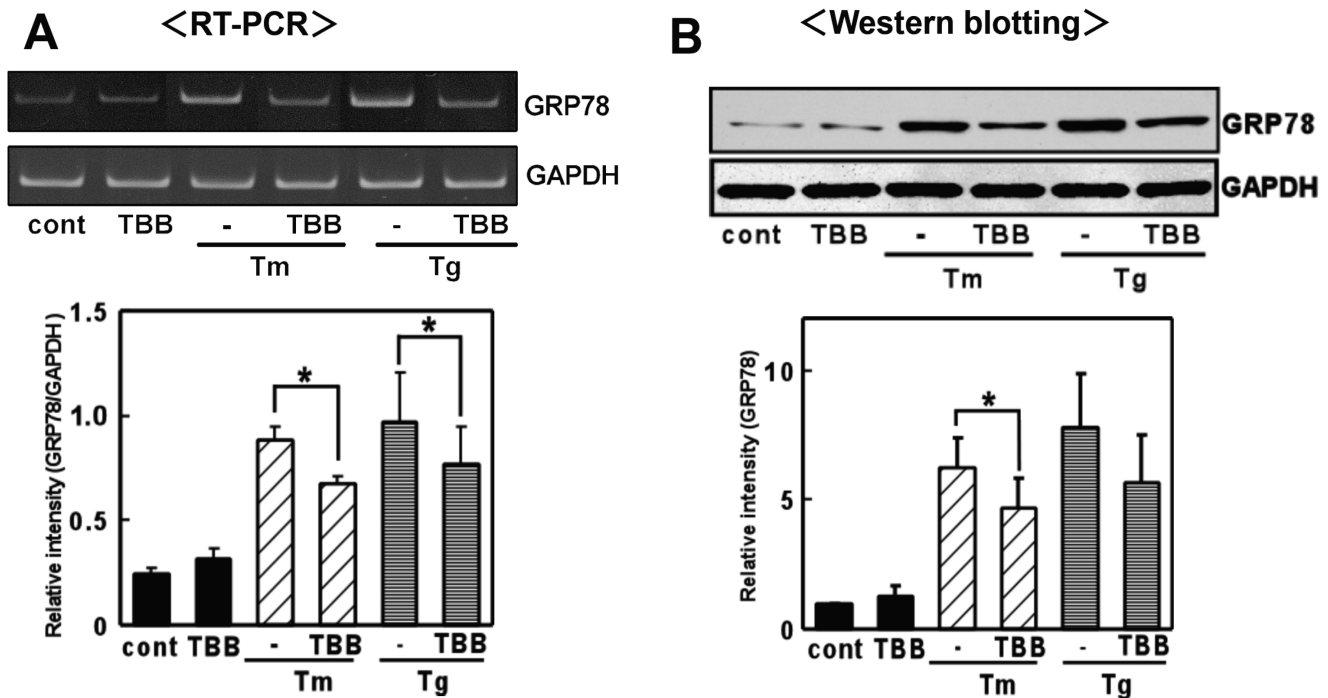 A
<RT-PCR>
GRP78
GAPDH
cont TBB - TBB - TBB
Tm Tg
Relative intensity (GRP78/GAPDH)
1.5
1.0
0.5
0
*
*
cont TBB - TBB - TBB
Tm Tg
B
<Western blotting>
GRP78
GAPDH
cont TBB - TBB - TBB
Tm Tg
Relative intensity (GRP78)
10
5
0
*
cont TBB - TBB - TBB
Tm Tg